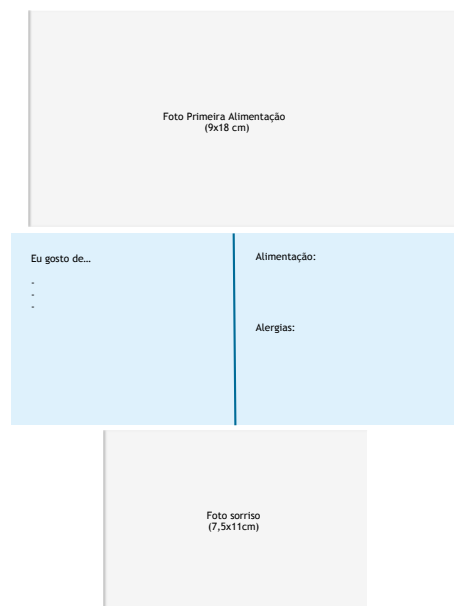 Foto Primeira Alimentação
(9x18 cm)
Eu gosto de...
-
-
-
Alimentação:
Alergias:
Foto sorriso
(7,5x11cm)